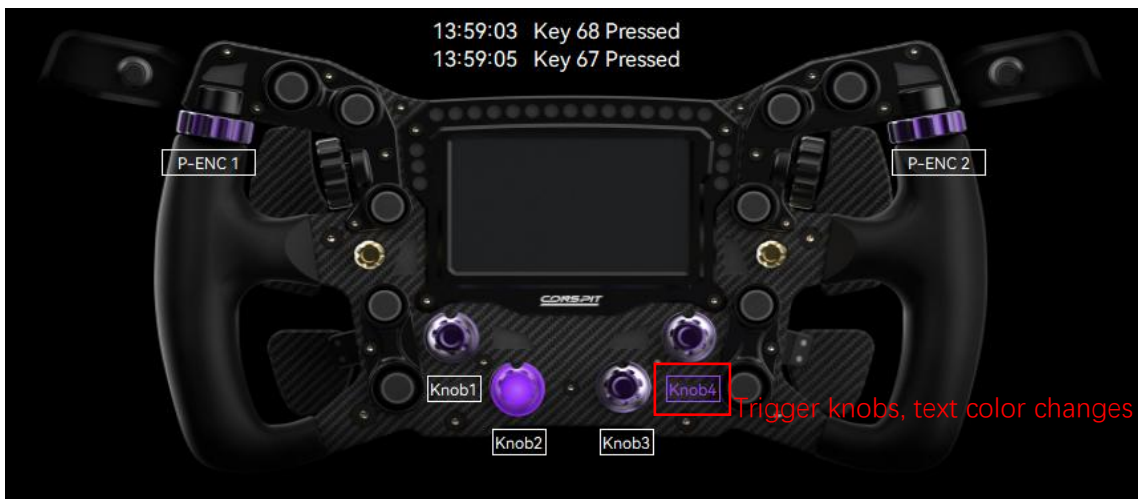 13:59:03 Key 68 Pressed
13:59:05 Key 67 Pressed
P-ENC 1
P-ENC 2
CORSPIT
Knob1
Knob4
Trigger knobs, text color changes
Knob2
Knob3